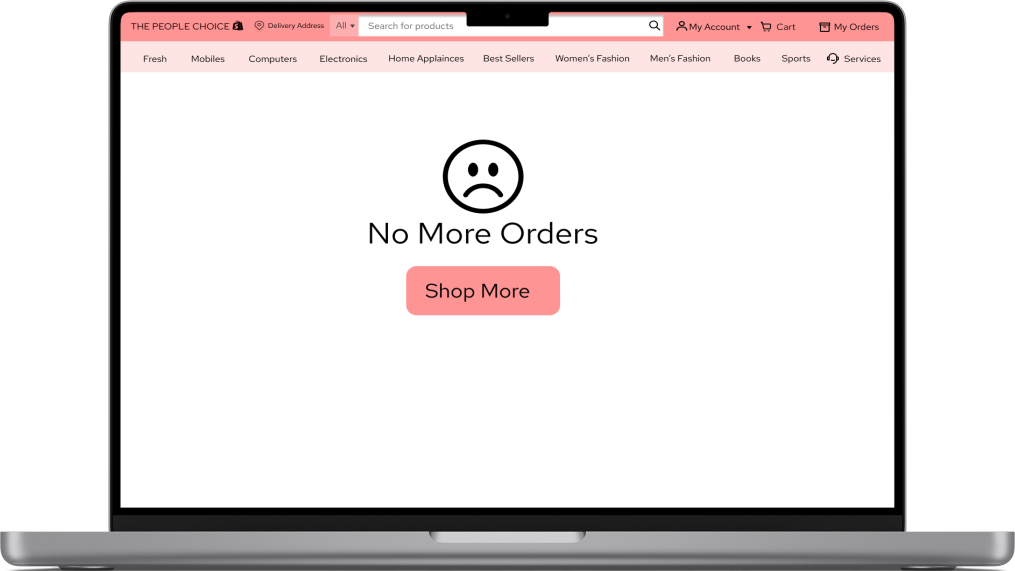 THE PEOPLE CHOICE Delivery Address All Search for products My Account Cart My Orders
Fresh Mobiles Computers Electronics Home Applainces Best Sellers Women's Fashion Men's Fashion Books Sports Services
No More Orders
Shop More